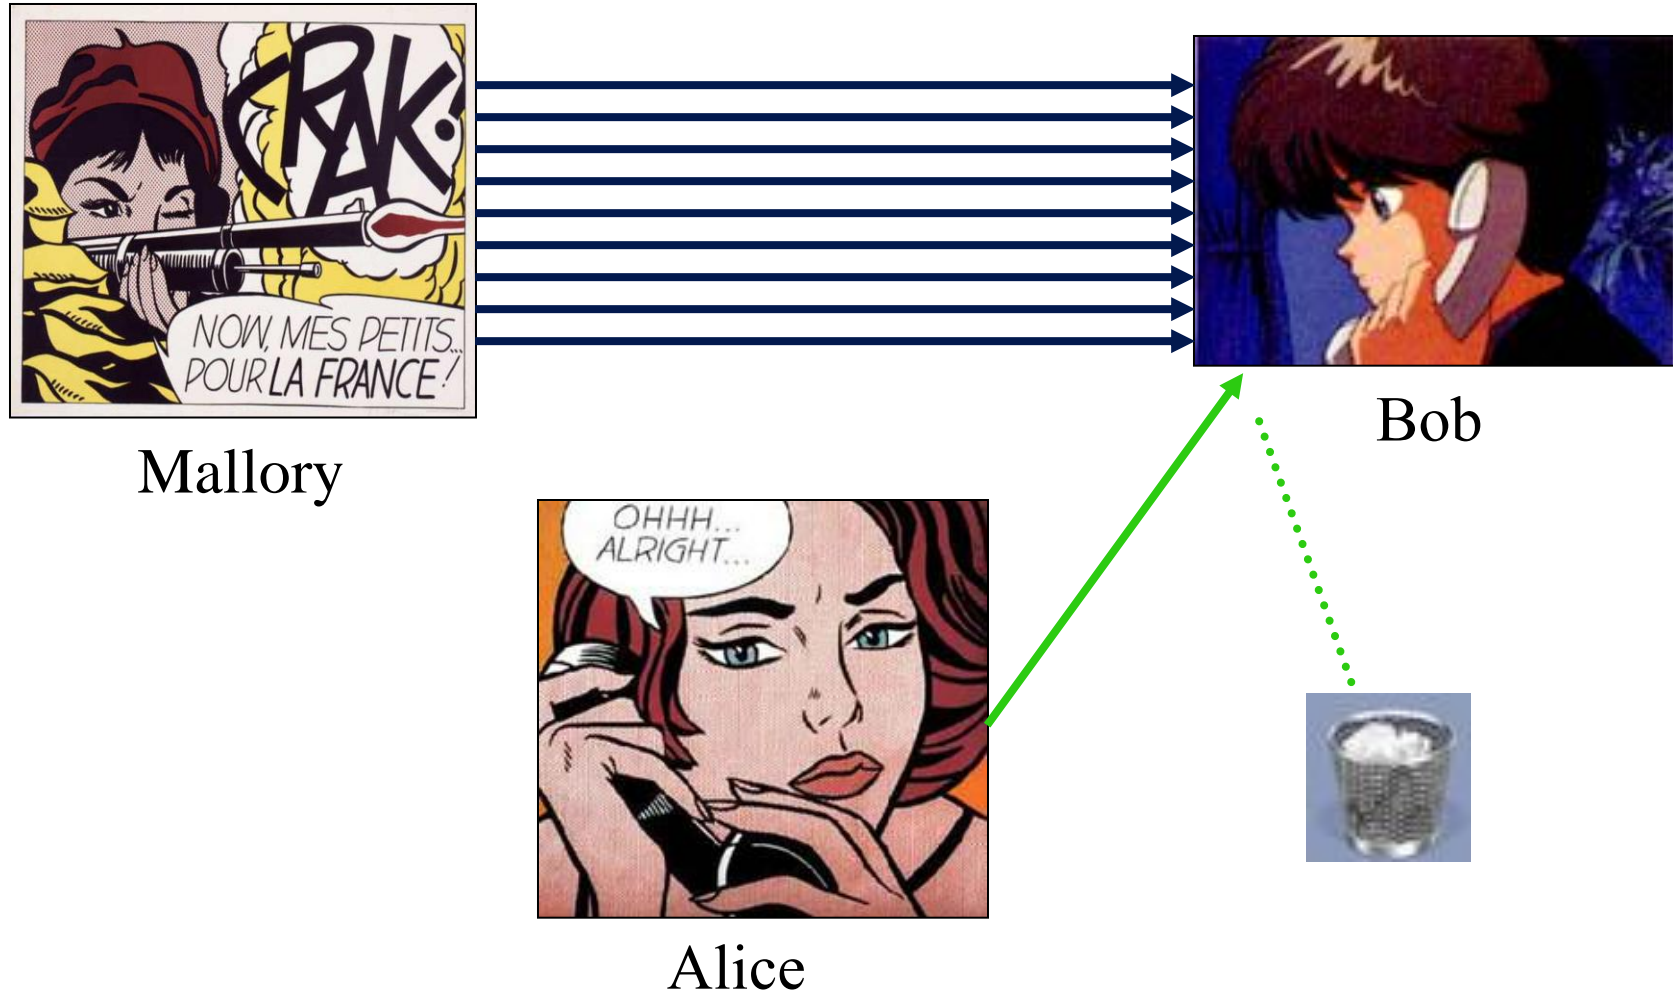 CRAK!
NOW, MES PETITS...
POUR LA FRANCE!
Mallory
Bob
OHHH...
ALRIGHT...
Alice